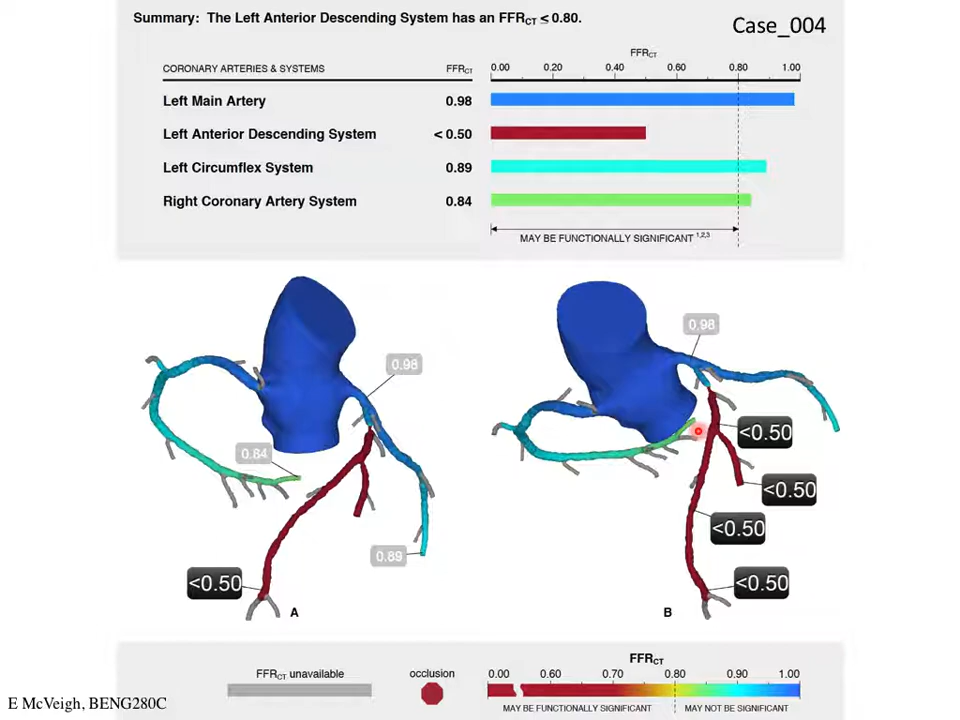 Summary: The Left Anterior Descending System has an FFRCT ≤ 0.80.
Case_004
FFRCT
CORONARY ARTERIES & SYSTEMS FFRCT 0.00 0.20 0.40 0.60 0.80 1.00
Left Main Artery 0.98
Left Anterior Descending System < 0.50
Left Circumflex System 0.89
Right Coronary Artery System 0.84
MAY BE FUNCTIONALLY SIGNIFICANT 1,2,3
0.98
0.84
0.89
<0.50
A
0.98
<0.50
<0.50
<0.50
<0.50
B
FFRCT unavailable
occlusion
FFRCT
0.00 0.60 0.70 0.80 0.90 1.00
MAY BE FUNCTIONALLY SIGNIFICANT MAY NOT BE SIGNIFICANT
E McVeigh, BENG280C